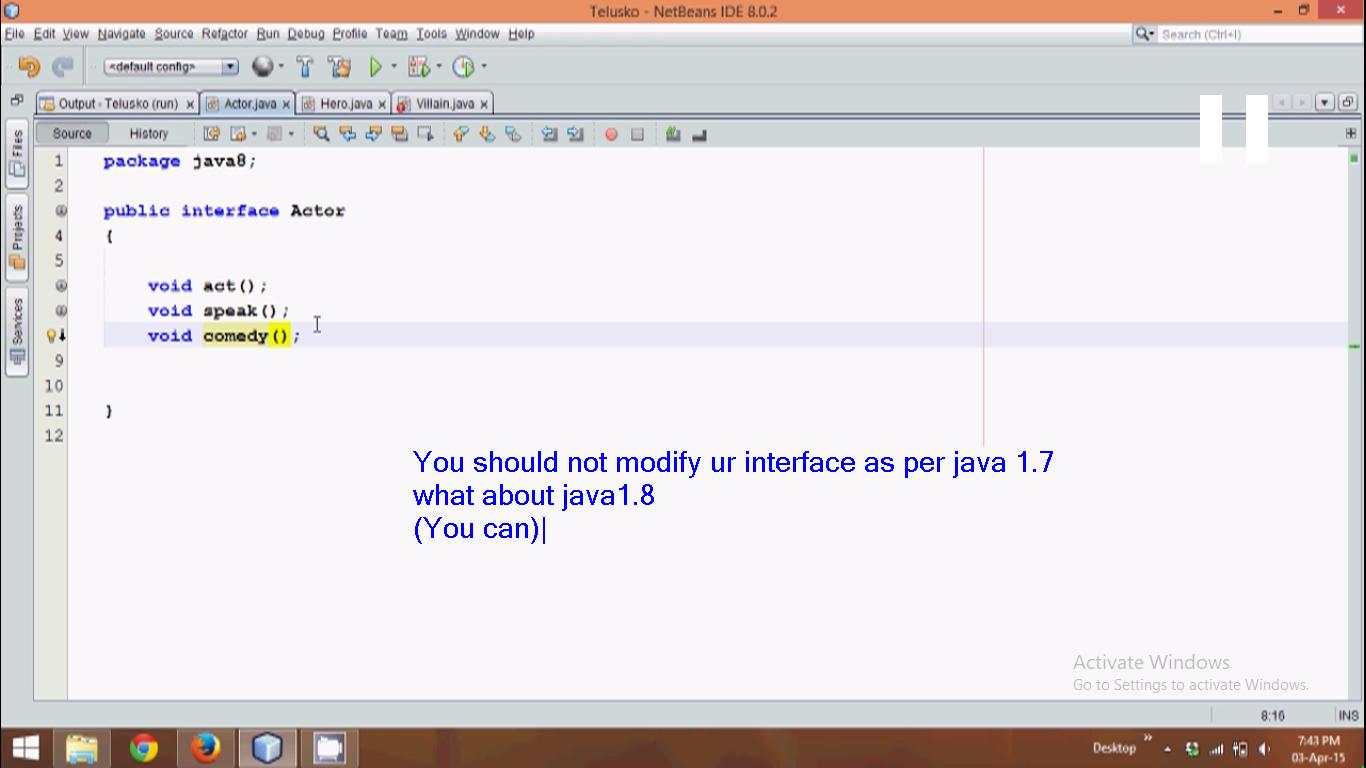 Telusko - NetBeans IDE 8.0.2
File Edit View Navigate Source Refactor Run Debug Profile Team Tools Window Help
Search (Ctrl+I)
<default config>
Output - Telusko (run) Actor.java Hero.java Villain.java
Source History
Files
Projects
Services
1 package java8;
2
public interface Actor
4 {
5
void act();
void speak();
void comedy();
9
10
11 }
12
You should not modify ur interface as per java 1.7
what about java1.8
(You can)|
Activate Windows
Go to Settings to activate Windows.
8:16 INS
Desktop
7:43 PM
03-Apr-15